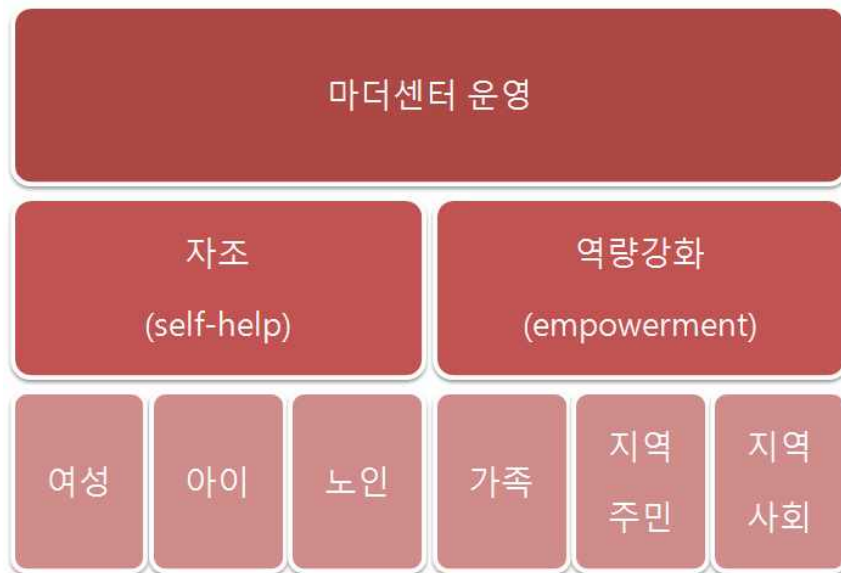 마더센터 운영
자조
(self-help)
역량강화
(empowerment)
여성
아이
노인
가족
지역
주민
지역
사회